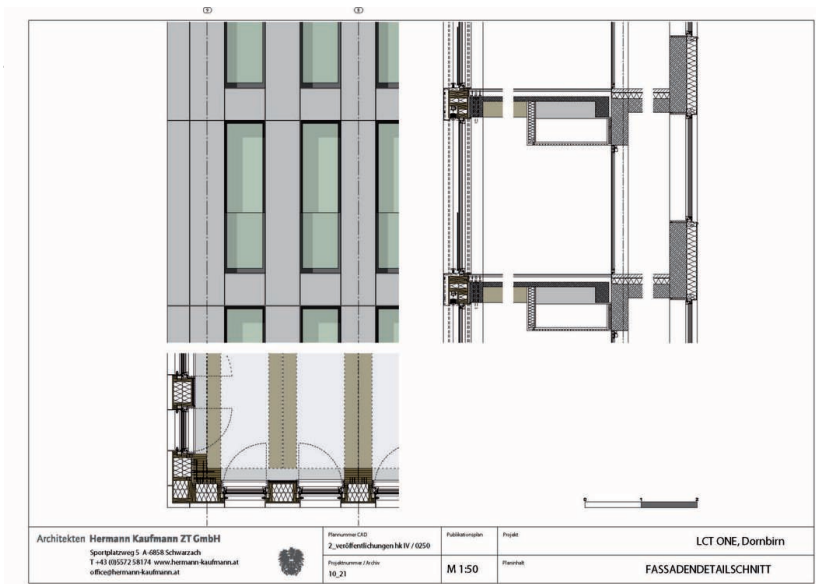 Architekten Hermann Kaufmann ZT GmbH
Sportplatzweg 5 A-6858 Schwarzach
T +43 (0)5572 58174 www.hermann-kaufmann.at
office@hermann-kaufmann.at
Plannummer CAD
2_veröffentlichungen hk IV / 0250
Projektnummer / Archiv
10_21
Publikationsplan
M 1:50
Projekt
LCT ONE, Dornbirn
Planinhalt
FASSADENDETAILSCHNITT